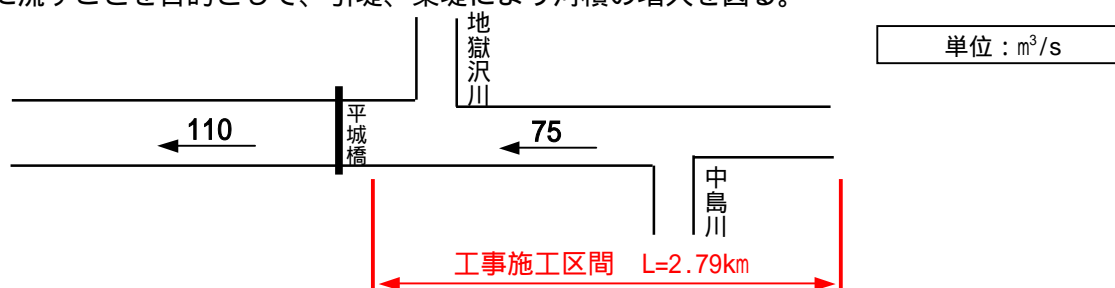 に流すことを目的として、引堤、築堤により河積の増大を図る。
単位：㎥/s
地獄沢川
平城橋
110
75
中島川
工事施工区間　L=2.79km